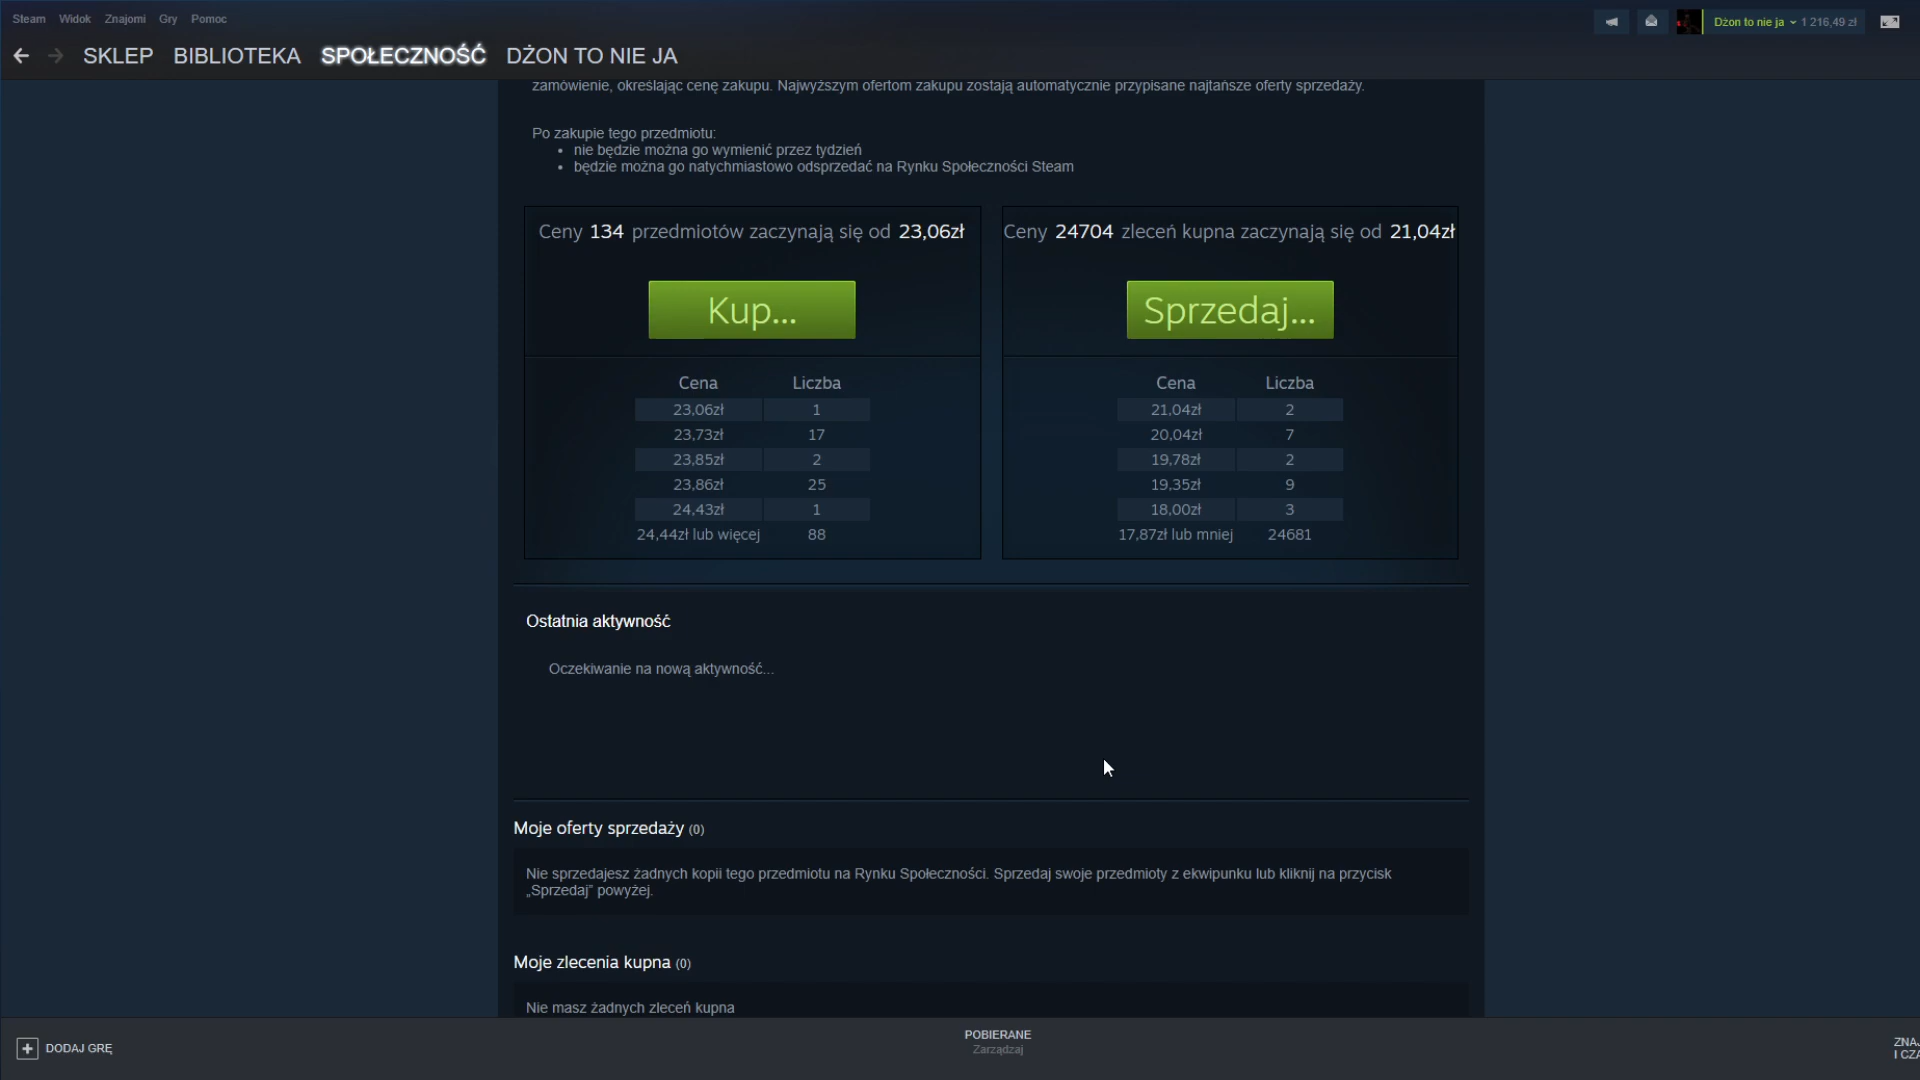 Steam Widok Znajomi Gry Pomoc
Dżon to nie ja 1 216,49 zł
SKLEP BIBLIOTEKA SPOŁECZNOŚĆ DŻON TO NIE JA
zamówienie, określając cenę zakupu. Najwyższym ofertom zakupu zostają automatycznie przypisane najtańsze oferty sprzedaży.
Po zakupie tego przedmiotu:
• nie będzie można go wymienić przez tydzień
• będzie można go natychmiastowo odsprzedać na Rynku Społeczności Steam
Ceny 134 przedmiotów zaczynają się od 23,06zł
Kup...
Cena Liczba
23,06zł 1
23,73zł 17
23,85zł 2
23,86zł 25
24,43zł 1
24,44zł lub więcej 88
Ceny 24704 zleceń kupna zaczynają się od 21,04zł
Sprzedaj...
Cena Liczba
21,04zł 2
20,04zł 7
19,78zł 2
19,35zł 9
18,00zł 3
17,87zł lub mniej 24681
Ostatnia aktywność
Oczekiwanie na nową aktywność...
Moje oferty sprzedaży (0)
Nie sprzedajesz żadnych kopii tego przedmiotu na Rynku Społeczności. Sprzedaj swoje przedmioty z ekwipunku lub kliknij na przycisk
„Sprzedaj” powyżej.
Moje zlecenia kupna (0)
Nie masz żadnych zleceń kupna
DODAJ GRĘ
POBIERANE
Zarządzaj
ZNAJ
I CZA